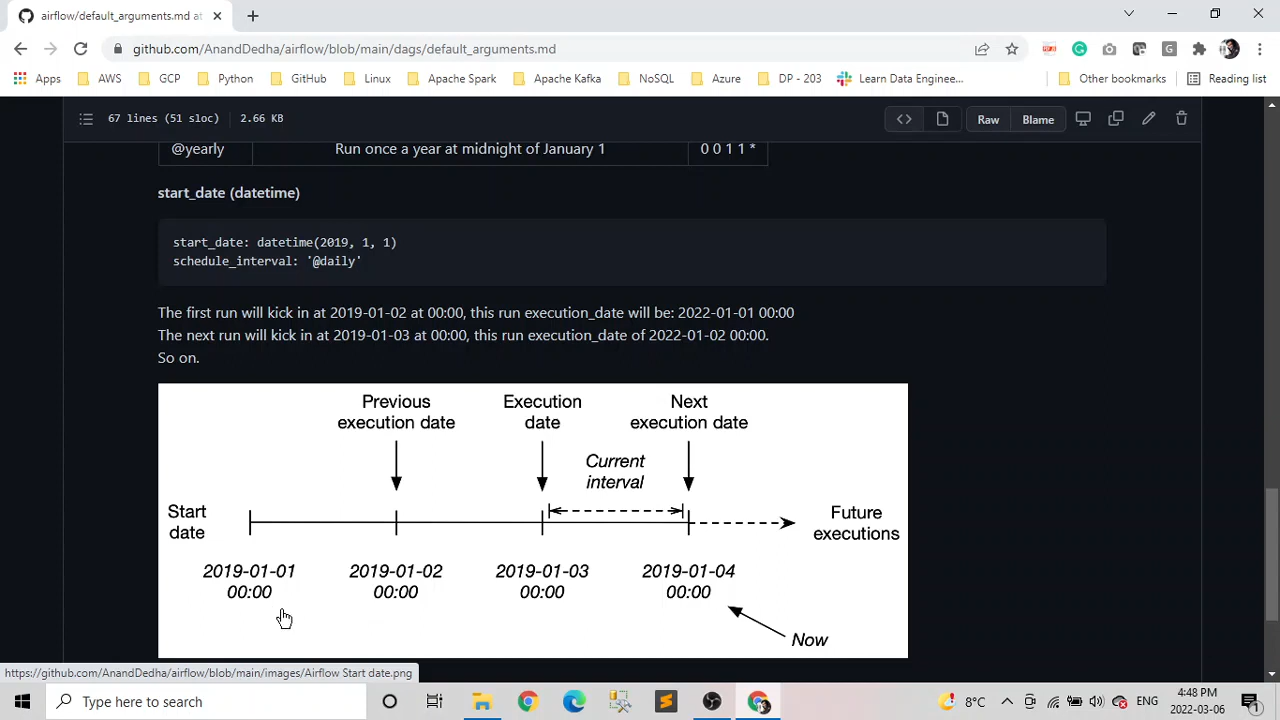 airflow/default_arguments.md at
github.com/AnandDedha/airflow/blob/main/dags/default_arguments.md
Apps AWS GCP Python GitHub Linux Apache Spark Apache Kafka NoSQL Azure DP - 203 Learn Data Enginee... Other bookmarks Reading list
67 lines (51 sloc) 2.66 KB Raw Blame
@yearly Run once a year at midnight of January 1 0 0 1 1 *
start_date (datetime)
start_date: datetime(2019, 1, 1)
schedule_interval: '@daily'
The first run will kick in at 2019-01-02 at 00:00, this run execution_date will be: 2022-01-01 00:00
The next run will kick in at 2019-01-03 at 00:00, this run execution_date of 2022-01-02 00:00.
So on.
Previous Execution Next
execution date date execution date
Current
interval
Start Future
date executions
2019-01-01 2019-01-02 2019-01-03 2019-01-04
00:00 00:00 00:00 00:00
Now
https://github.com/AnandDedha/airflow/blob/main/images/Airflow Start date.png
Type here to search 8°C ENG 4:48 PM
2022-03-06